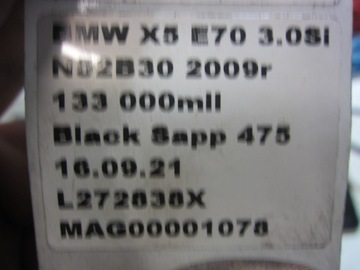 BMW X5 E70 3.0Si
N52B30 2009r
133 000mil
Black Sapp 475
16.09.21
L272838X
MAG00001078